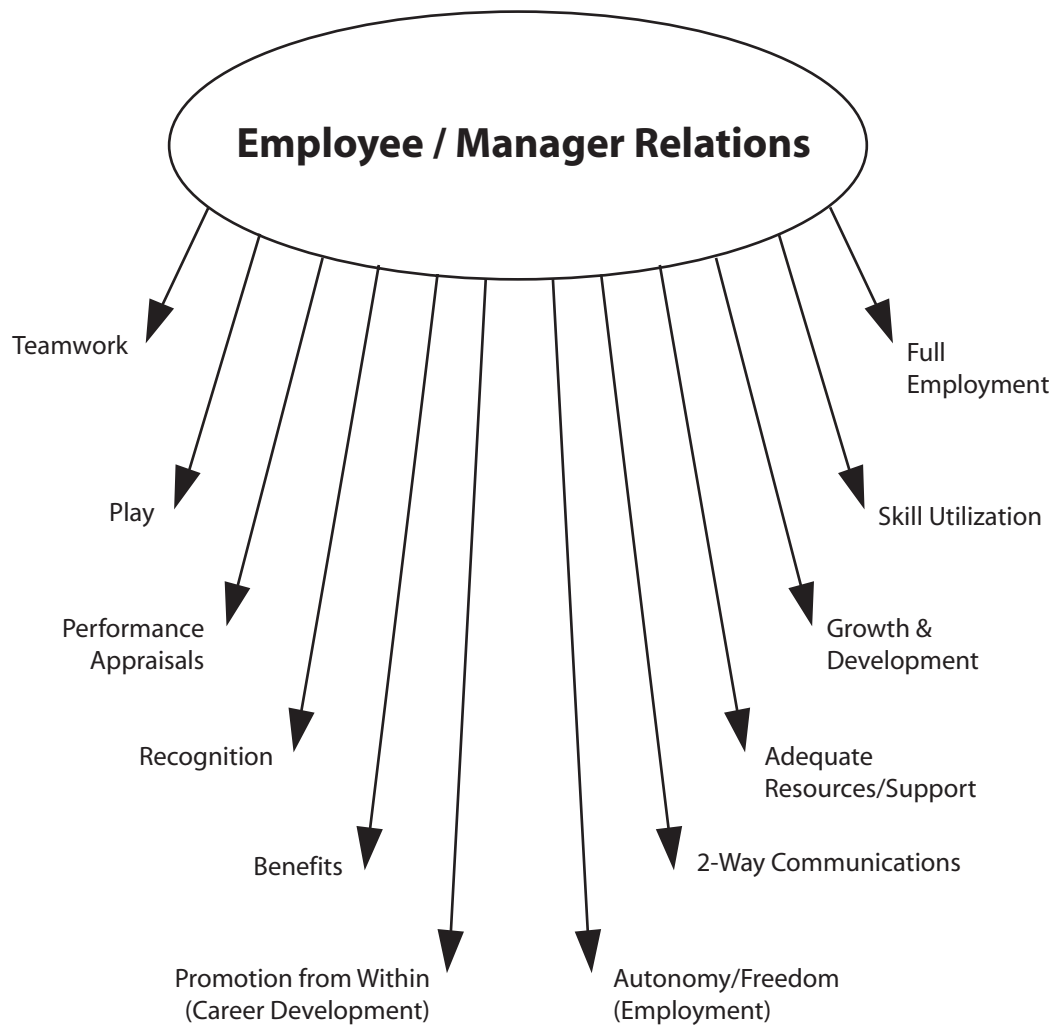 Employee / Manager Relations
Teamwork
Full
Employment
Play
Skill Utilization
Performance
Appraisals
Growth &
Development
Recognition
Adequate
Resources/Support
Benefits
2-Way Communications
Promotion from Within
(Career Development)
Autonomy/Freedom
(Employment)